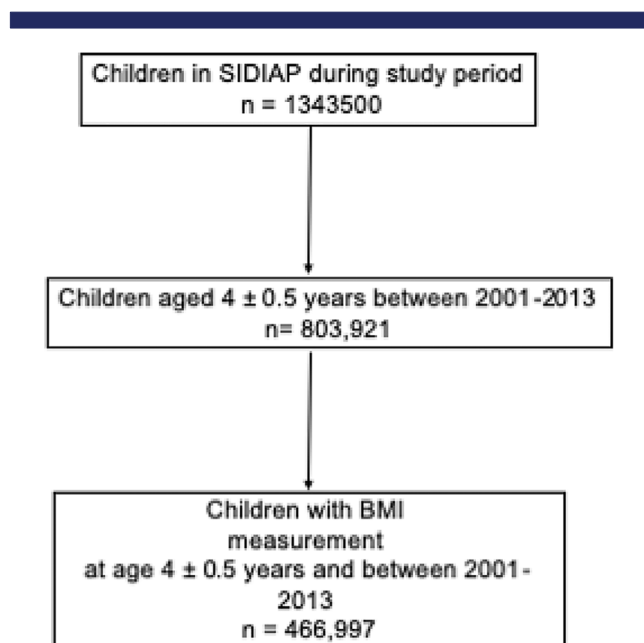 Children in SIDIAP during study period
n = 1343500
Children aged 4 ± 0.5 years between 2001-2013
n= 803,921
Children with BMI
measurement
at age 4 ± 0.5 years and between 2001-
2013
n = 466,997